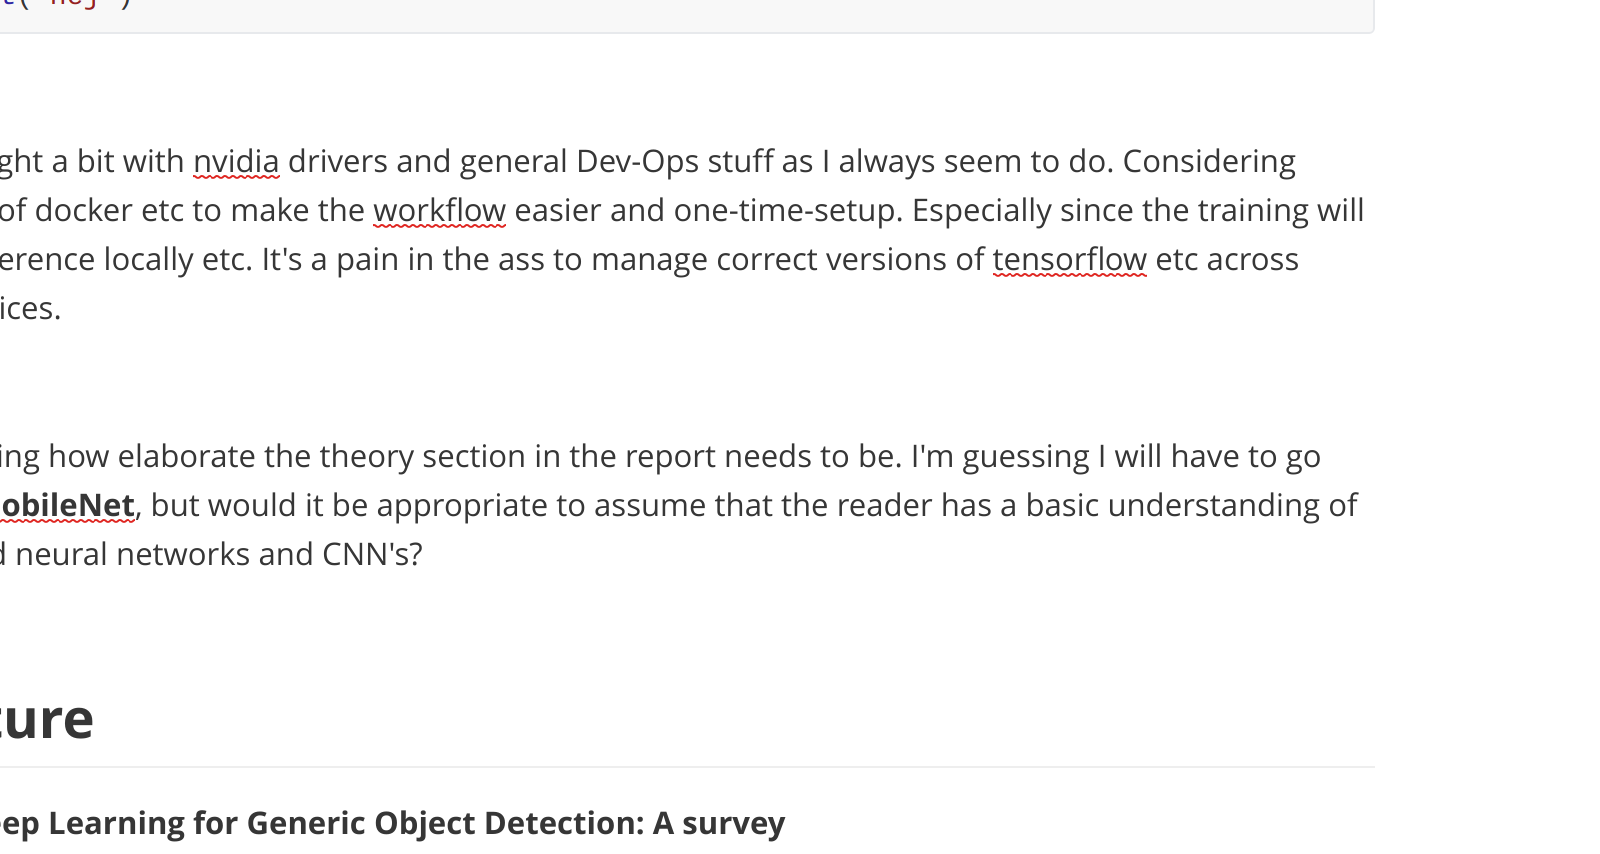 ght a bit with nvidia drivers and general Dev-Ops stuff as I always seem to do. Considering
of docker etc to make the workflow easier and one-time-setup. Especially since the training will
erence locally etc. It's a pain in the ass to manage correct versions of tensorflow etc across
ices.
ing how elaborate the theory section in the report needs to be. I'm guessing I will have to go
obileNet, but would it be appropriate to assume that the reader has a basic understanding of
neural networks and CNN's?
ture
eep Learning for Generic Object Detection: A survey